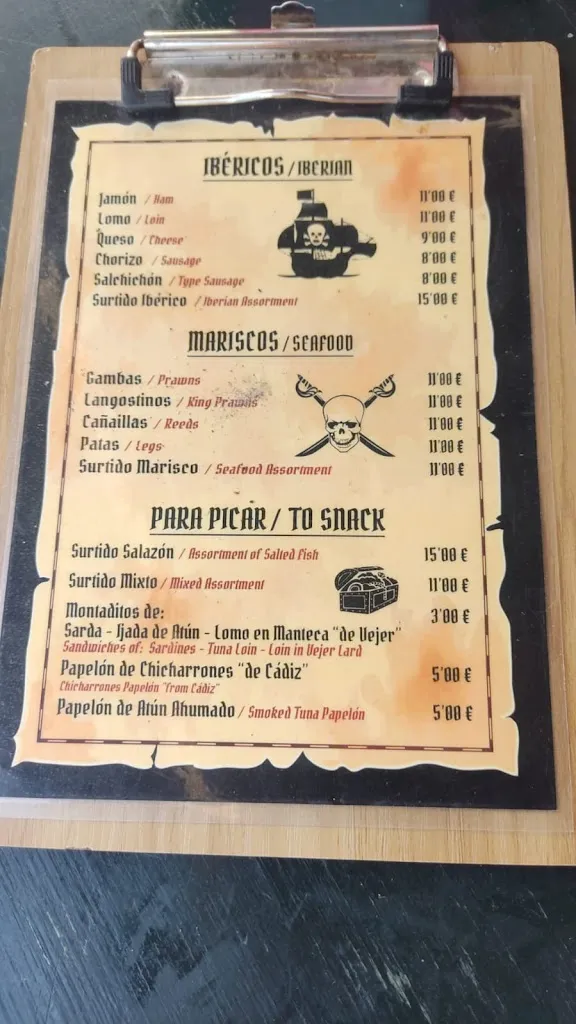 IBÉRICOS / IBERIAN
Jamón / Ham 11'00 €
Lomo / Loin 11'00 €
Queso / Cheese 9'00 €
Chorizo / Sausage 8'00 €
Salchichón / Type Sausage 8'00 €
Surtido Ibérico / Iberian Assortment 15'00 €
MARISCOS / SEAFOOD
Gambas / Prawns 11'00 €
Langostinos / King Prawns 11'00 €
Cañaillas / Reeds 11'00 €
Patas / Legs 11'00 €
Surtido Marisco / Seafood Assortment 11'00 €
PARA PICAR / TO SNACK
Surtido Salazón / Assortment of Salted Fish 15'00 €
Surtido Mixto / Mixed Assortment 11'00 €
Montaditos de: 3'00 €
Sarda - Ijada de Atún - Lomo en Manteca "de Vejer"
Sandwiches of: Sardines - Tuna Loin - Loin in Vejer Lard
Papelón de Chicharrones "de Cádiz" 5'00 €
Chicharrones Papelón "from Cádiz"
Papelón de Atún Ahumado / Smoked Tuna Papelón 5'00 €